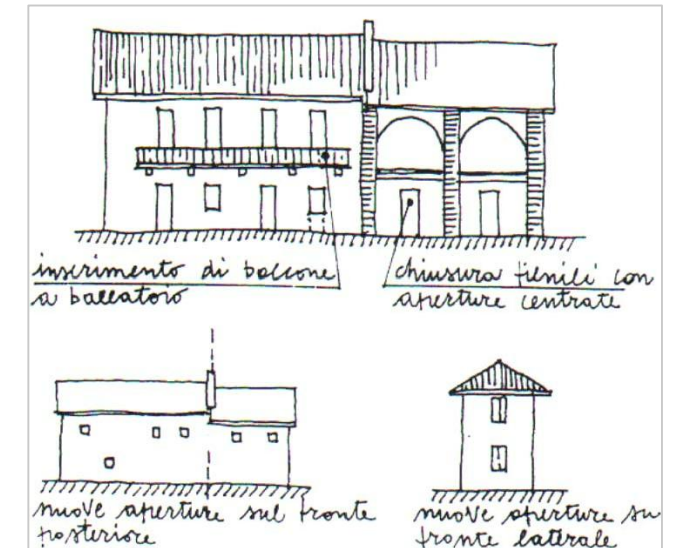 inserimento di balcone
a ballatoio
chiusura fienili con
aperture centrate
nuove aperture sul fronte
posteriore
nuove aperture su
fronte laterale